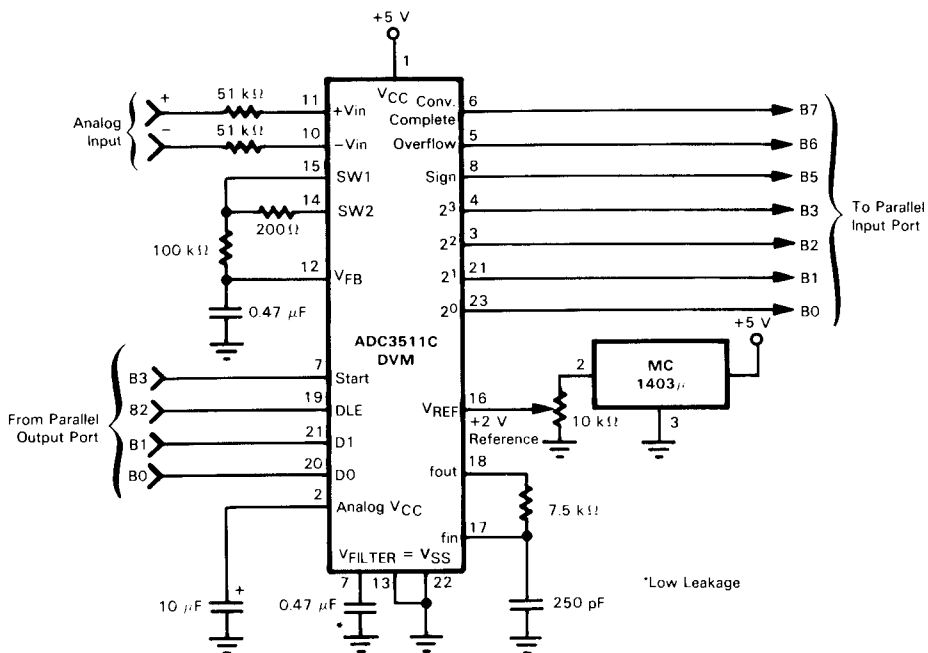 +5 V
1
VCC
51 kΩ
11
+Vin
Conv. Complete
6
B7
Analog Input
+
−
51 kΩ
10
−Vin
Overflow
5
B6
15
SW1
Sign
8
B5
14
SW2
200Ω
2³
4
B3
To Parallel Input Port
100 kΩ
2²
3
B2
12
VFB
2¹
21
B1
0.47 µF
2⁰
23
B0
ADC3511C
DVM
+5 V
2
MC
1403µ
3
From Parallel Output Port
B3
7
Start
82
19
DLE
VREF
16
+2 V
Reference
10 kΩ
B1
21
D1
B0
20
D0
fout
18
7.5 kΩ
2
Analog VCC
fin
17
VFILTER = VSS
7
13
22
10 µF
+
0.47 µF
*
250 pF
*Low Leakage